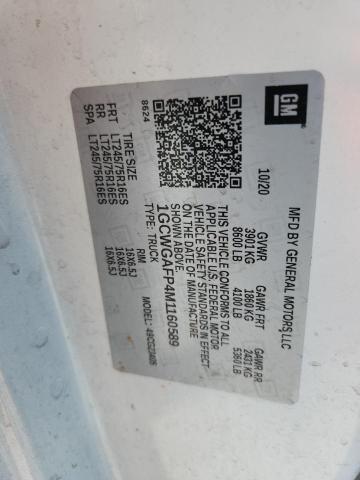 GM
MFD BY GENERAL MOTORS, LLC
10/20
GVWR
GAWR FRT
GAWR RR
3901 KG
1860 KG
2431 KG
8600 LB
4100 LB
5360 LB
THIS VEHICLE CONFORMS TO ALL
APPLICABLE U.S. FEDERAL MOTOR
VEHICLE SAFETY STANDARDS IN EFFECT
ON THE DATE OF MANUFACTURE
SHOWN ABOVE.
1GCWGAFP4M1160589
TYPE: TRUCK
8624
TIRE SIZE
RIM
FRT LT245/75R16ES 16X6.5J
RR LT245/75R16ES 16X6.5J
SPA LT245/75R16ES 16X6.5J